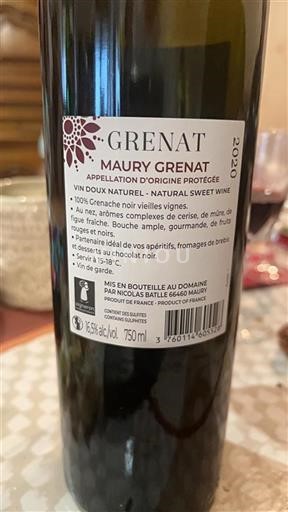 GRENAT
2020
MAURY GRENAT
APPELLATION D'ORIGINE PROTÉGÉE
VIN DOUX NATUREL - NATURAL SWEET WINE
• 100% Grenache noir vieilles vignes.
• Au nez, arômes complexes de cerise, de mûre, de
figue fraîche. Bouche ample, gourmande, de fruits
rouges et noirs.
• Partenaire idéal de vos apéritifs, fromages de brebis
et desserts au chocolat noir.
• Servir à 15-18°C.
• Vin de garde.
MIS EN BOUTEILLE AU DOMAINE
PAR NICOLAS BATLLE 66460 MAURY
PRODUIT DE FRANCE - PRODUCT OF FRANCE
CONTIENT DES SULFITES
CONTAINS SULPHITES
16,5% alc./vol. 750 ml